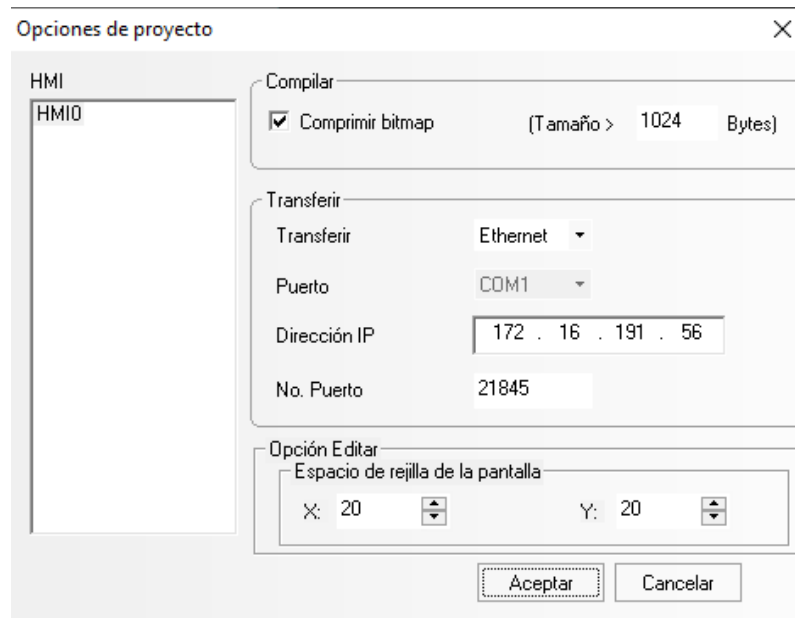 Opciones de proyecto
HMI
HMI0
Compilar
Comprimir bitmap (Tamaño > 1024 Bytes)
Transferir
Transferir Ethernet
Puerto COM1
Dirección IP 172 . 16 . 191 . 56
No. Puerto 21845
Opción Editar
Espacio de rejilla de la pantalla
X: 20 Y: 20
Aceptar Cancelar